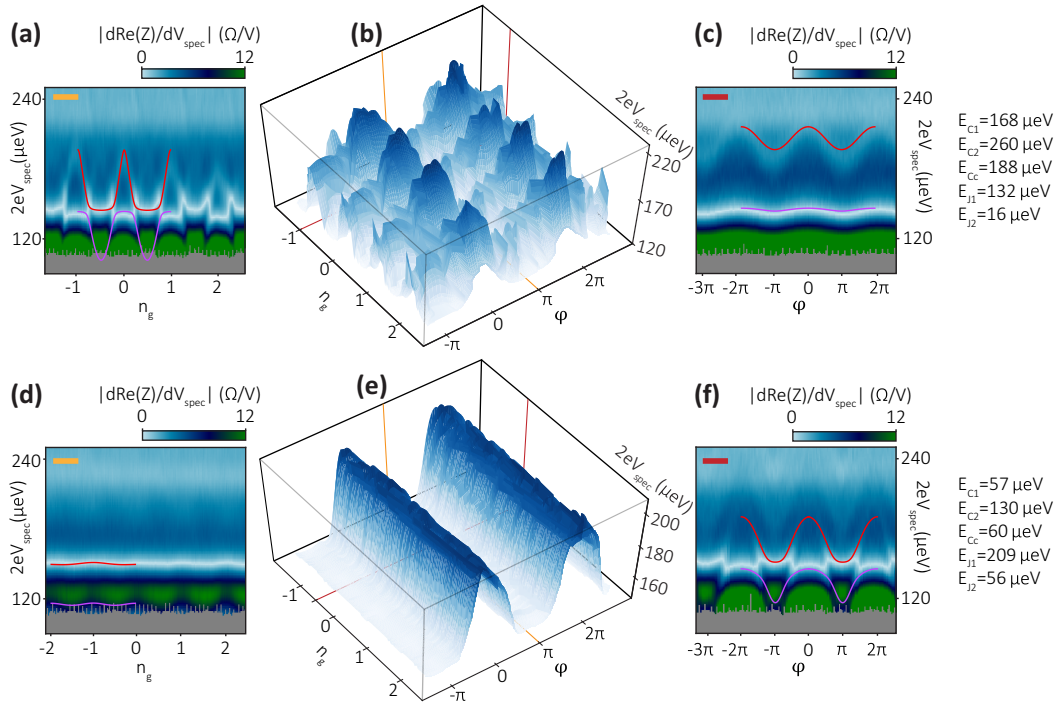 (a)
|dRe(Z)/dV_spec| (Ω/V)
0 12
2eV_spec(µeV)
240
120
-1 0 1 2
n_g
(b)
2eV_spec (µeV)
220
170
120
-1
0
1
2
n_g
-π
0
π
2π
φ
(c)
|dRe(Z)/dV_spec| (Ω/V)
0 12
240
120
2eV_spec(µeV)
-3π -π 0 π 2π
φ
E_C1=168 µeV
E_C2=260 µeV
E_Cc=188 µeV
E_J1=132 µeV
E_J2=16 µeV
(d)
|dRe(Z)/dV_spec| (Ω/V)
0 12
2eV_spec(µeV)
240
120
-2 -1 0 1 2
n_g
(e)
2eV_spec (µeV)
200
180
160
-1
0
1
2
n_g
-π
0
π
2π
φ
(f)
|dRe(Z)/dV_spec| (Ω/V)
0 12
240
120
2eV_spec(µeV)
-3π -π 0 π 2π
φ
E_C1=57 µeV
E_C2=130 µeV
E_Cc=60 µeV
E_J1=209 µeV
E_J2=56 µeV